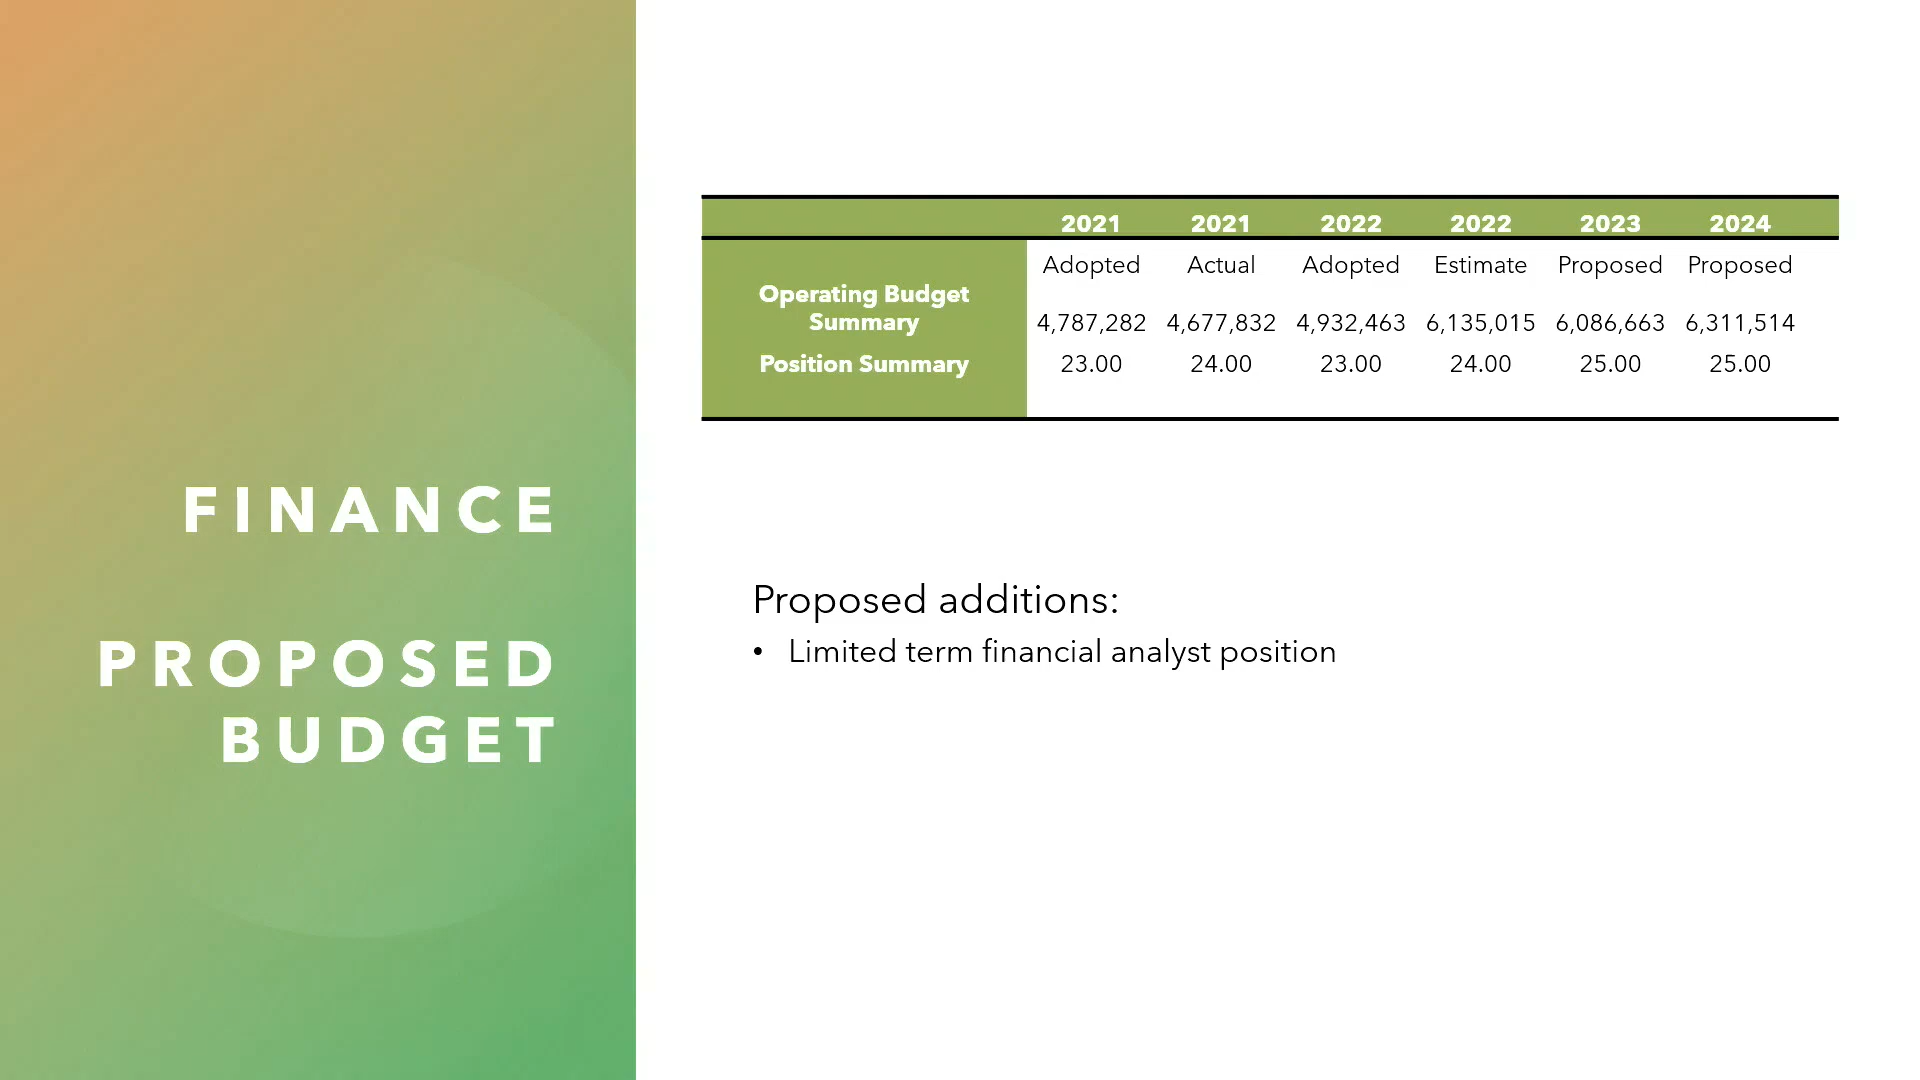 FINANCE
PROPOSED
BUDGET
2021 2021 2022 2022 2023 2024
Adopted Actual Adopted Estimate Proposed Proposed
Operating Budget
Summary 4,787,282 4,677,832 4,932,463 6,135,015 6,086,663 6,311,514
Position Summary 23.00 24.00 23.00 24.00 25.00 25.00
Proposed additions:
• Limited term financial analyst position